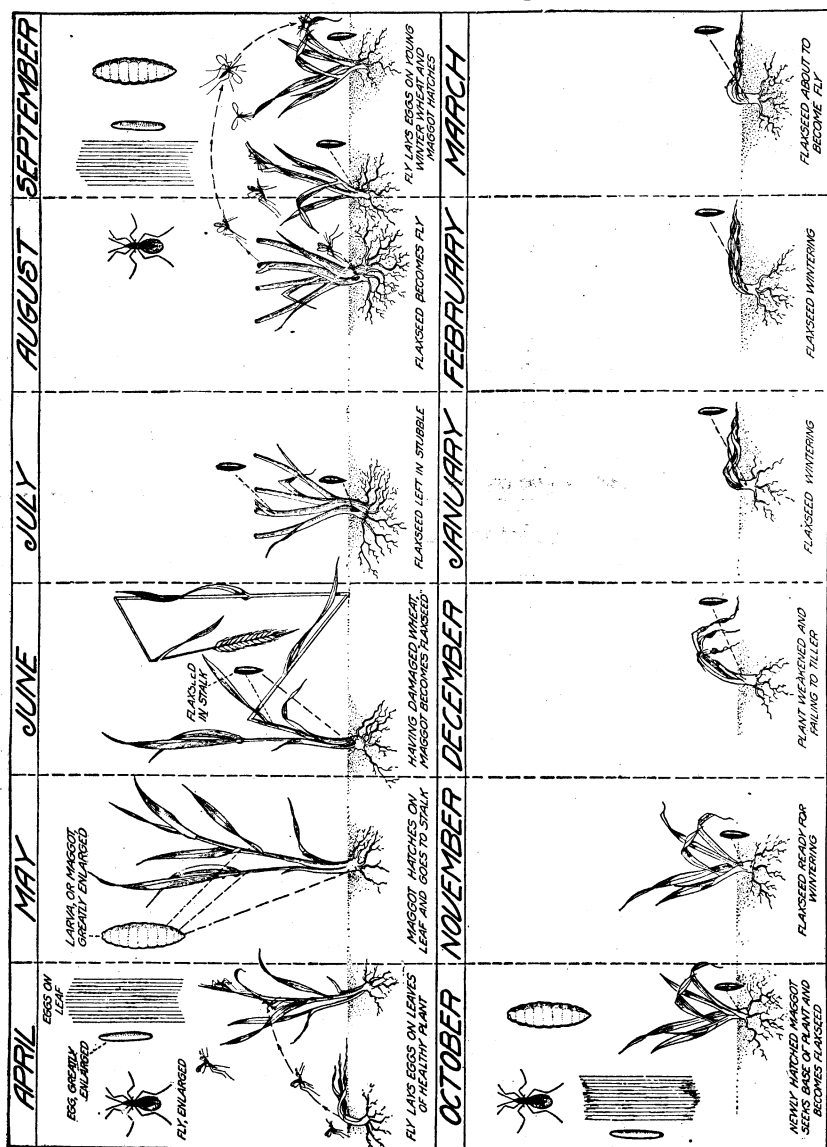 APRIL
EGG, GREATLY
ENLARGED
EGGS ON
LEAF
FLY, ENLARGED
FLY LAYS EGGS ON LEAVES
OF HEALTHY PLANT
MAY
LARVA, OR MAGGOT,
GREATLY ENLARGED
MAGGOT HATCHES ON
LEAF AND GOES TO STALK
JUNE
FLAXSEED
IN STALK
HAVING DAMAGED WHEAT,
MAGGOT BECOMES "FLAXSEED"
JULY
FLAXSEED LEFT IN STUBBLE
AUGUST
FLAXSEED BECOMES FLY
SEPTEMBER
FLY LAYS EGGS ON YOUNG
WINTER WHEAT AND
MAGGOT HATCHES
OCTOBER
NEWLY HATCHED MAGGOT
SEEKS BASE OF PLANT AND
BECOMES FLAXSEED
NOVEMBER
FLAXSEED READY FOR
WINTERING
DECEMBER
PLANT WEAKENED AND
FAILING TO TILLER
JANUARY
FLAXSEED WINTERING
FEBRUARY
FLAXSEED WINTERING
MARCH
FLAXSEED ABOUT TO
BECOME FLY